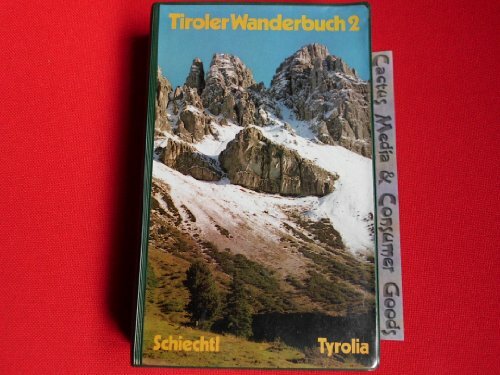 Tiroler Wanderbuch 2
Schiechtl
Tyrolia
Cactus Media & Consumer Goods